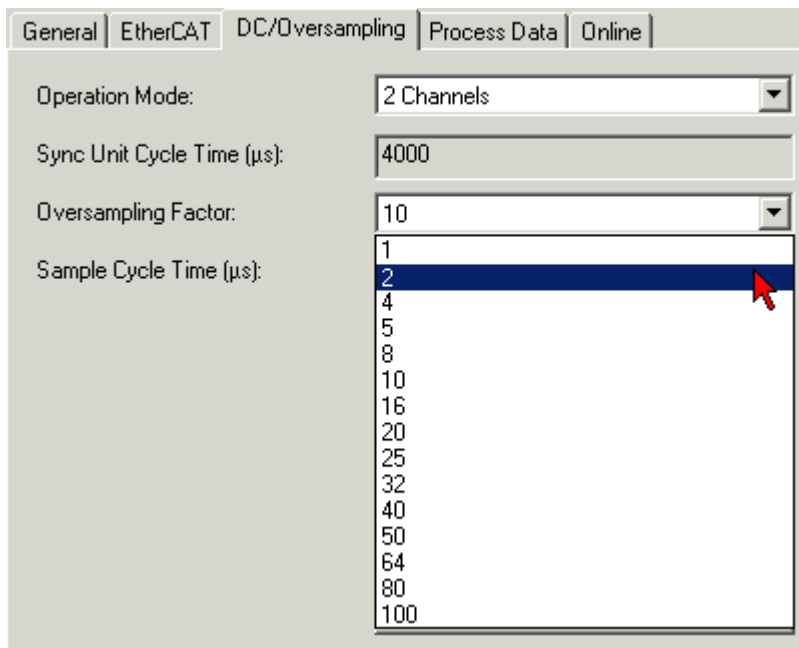 General EtherCAT DC/Oversampling Process Data Online
Operation Mode: 2 Channels
Sync Unit Cycle Time (µs): 4000
Oversampling Factor: 10
1
Sample Cycle Time (µs): 2
4
5
8
10
16
20
25
32
40
50
64
80
100